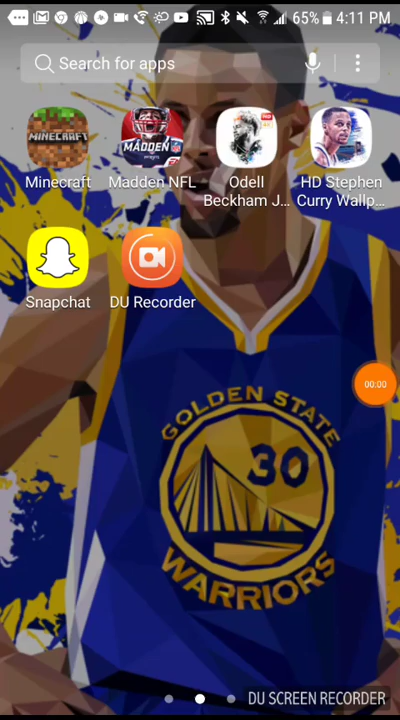 65% 4:11 PM
Search for apps
MINECRAFT
MADDEN
Minecraft
Madden NFL
Odell
Beckham J...
HD Stephen
Curry Wallp...
Snapchat
DU Recorder
00:00
GOLDEN STATE
30
WARRIORS
DU SCREEN RECORDER